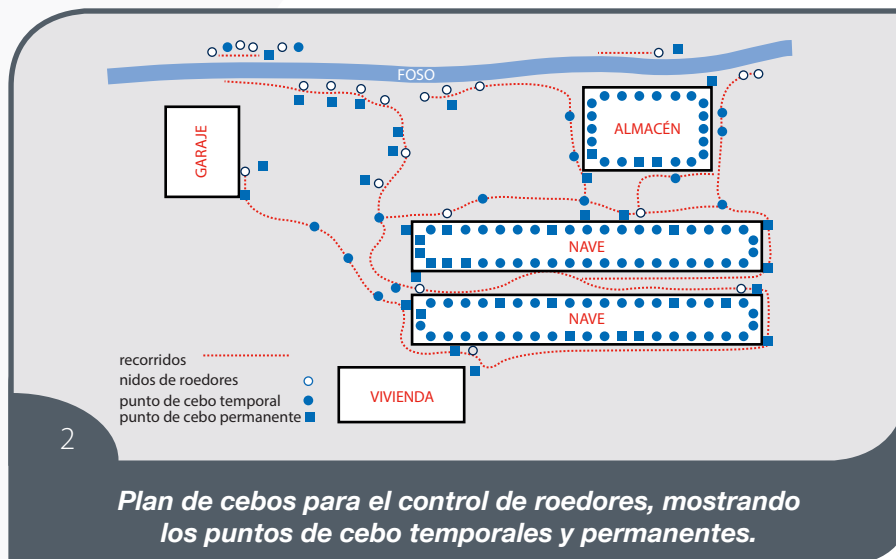 FOSO
GARAJE
ALMACÉN
NAVE
NAVE
recorridos
nidos de roedores
punto de cebo temporal
punto de cebo permanente
VIVIENDA
2
Plan de cebos para el control de roedores, mostrando
los puntos de cebo temporales y permanentes.